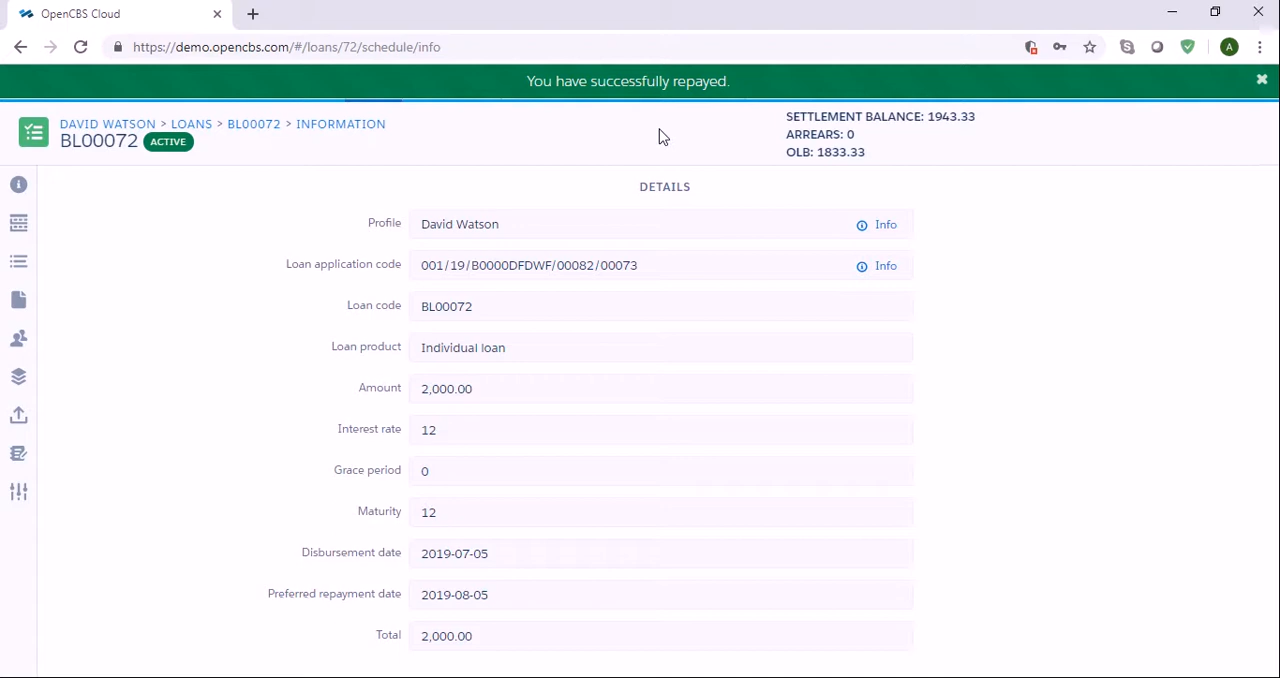 OpenCBS Cloud
https://demo.opencbs.com/#/loans/72/schedule/info
A
You have successfully repayed.
DAVID WATSON > LOANS > BL00072 > INFORMATION
BL00072 ACTIVE
SETTLEMENT BALANCE: 1943.33
ARREARS: 0
OLB: 1833.33
DETAILS
Profile David Watson Info
Loan application code 001/19/B0000DFDWF/00082/00073 Info
Loan code BL00072
Loan product Individual loan
Amount 2,000.00
Interest rate 12
Grace period 0
Maturity 12
Disbursement date 2019-07-05
Preferred repayment date 2019-08-05
Total 2,000.00